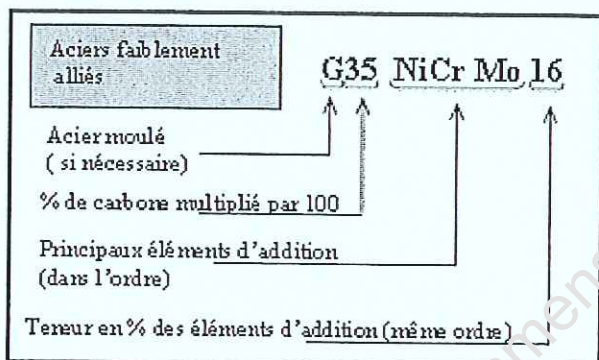 Aciers faiblement
alliés
G35 NiCr Mo 16
Acier moulé
( si nécessaire)
% de carbone multiplié par 100
Principaux éléments d'addition
(dans l'ordre)
Teneur en % des éléments d'addition (même ordre)